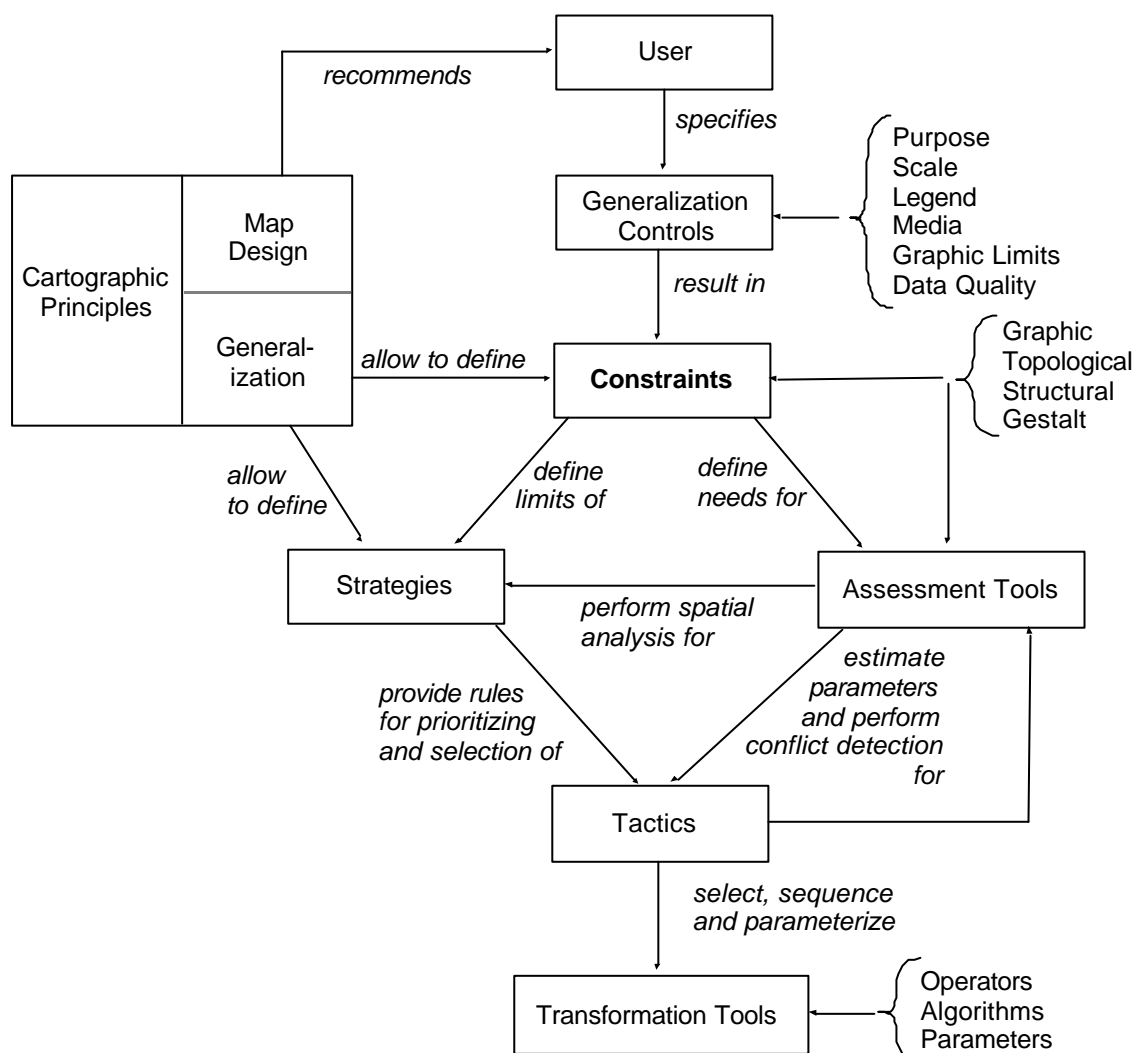 User
recommends
specifies
Purpose
Scale
Legend
Media
Graphic Limits
Data Quality
Generalization
Controls
Map
Design
Cartographic
Principles
General-
ization
result in
allow to define
Constraints
Graphic
Topological
Structural
Gestalt
allow
to define
define
limits of
define
needs for
Strategies
Assessment Tools
perform spatial
analysis for
provide rules
for prioritizing
and selection of
estimate
parameters
and perform
conflict detection
for
Tactics
select, sequence
and parameterize
Transformation Tools
Operators
Algorithms
Parameters